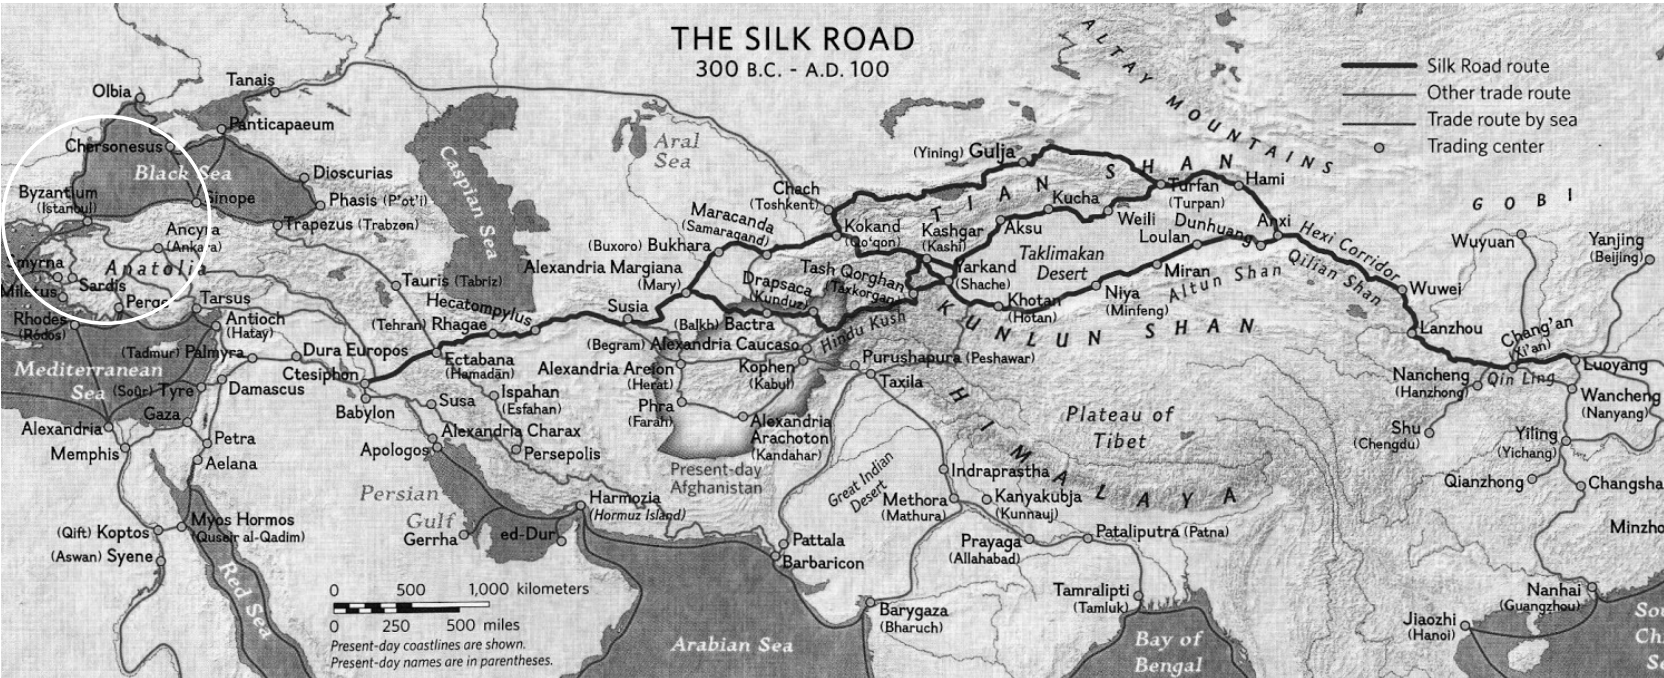 THE SILK ROAD
300 B.C. - A.D. 100
Silk Road route
Other trade route
Trade route by sea
Trading center
ALTAY MOUNTAINS
Tanais
Olbia
Panticapaeum
Chersonesus
Black Sea
Dioscurias
Phasis (P'ot'i)
Byzantium
(Istanbul)
Sinope
Trapezus (Trabzon)
Ancyra
(Ankara)
Anatolia
Smyrna
Sardis
Miletus
Perge
Tarsus
Rhodes
(Ródos)
Antioch
(Hatay)
Caspian Sea
Aral
Sea
Tauris (Tabriz)
Hecatompylus
(Tehran) Rhagae
Susia
(Tadmur) Palmyra
Dura Europos
Ctesiphon
Ectabana
(Hamadān)
Mediterranean
Sea
(Soûr) Tyre
Damascus
Gaza
Babylon
Susa
Ispahan
(Esfahan)
Alexandria
Memphis
Petra
Aelana
Apologos
Alexandria Charax
Persepolis
Persian
Gulf
Gerrha
ed-Dur
Harmozia
(Hormuz Island)
(Qift) Koptos
(Aswan) Syene
Myos Hormos
(Quseir al-Qadim)
Red Sea
Chach
(Toshkent)
Maracanda
(Samaraqand)
(Buxoro) Bukhara
Alexandria Margiana
(Mary)
Kokand
(Qo'qon)
Drapsaca
(Kunduz)
Tash Qorghan
(Taxkorgan)
(Balkh) Bactra
(Begram) Alexandria Caucaso
Hindu Kush
Alexandria Areion
(Herat)
Kophen
(Kabul)
Phra
(Farah)
Alexandria
Arachoton
(Kandahar)
Present-day
Afghanistan
Purushapura (Peshawar)
Taxila
(Yining) Gulja
TIAN SHAN
Kashgar
(Kashi)
Yarkand
(Shache)
Aksu
Kucha
Weili
Turfan
(Turpan)
Hami
Taklimakan
Desert
Loulan
Dunhuang
Anxi
Miran
Niya
(Minfeng)
Khotan
(Hotan)
Altun Shan
KUNLUN SHAN
Hexi Corridor
Qilian Shan
GOBI
Wuyuan
Yanjing
(Beijing)
Wuwei
Lanzhou
Chang'an
(Xi'an)
Luoyang
Nancheng
(Hanzhong)
Qin Ling
Wancheng
(Nanyang)
Shu
(Chengdu)
Yiling
(Yichang)
Qianzhong
Changsha
Minzho
Nanhai
(Guangzhou)
Jiaozhi
(Hanoi)
Sou
Ch
Se
Plateau of
Tibet
HIMALAYA
Great Indian
Desert
Indraprastha
Methora
(Mathura)
Kanyakubja
(Kunnauj)
Prayaga
(Allahabad)
Pataliputra (Patna)
Tamralipti
(Tamluk)
Pattala
Barbaricon
Barygaza
(Bharuch)
Arabian Sea
Bay of
Bengal
0 500 1,000 kilometers
0 250 500 miles
Present-day coastlines are shown.
Present-day names are in parentheses.